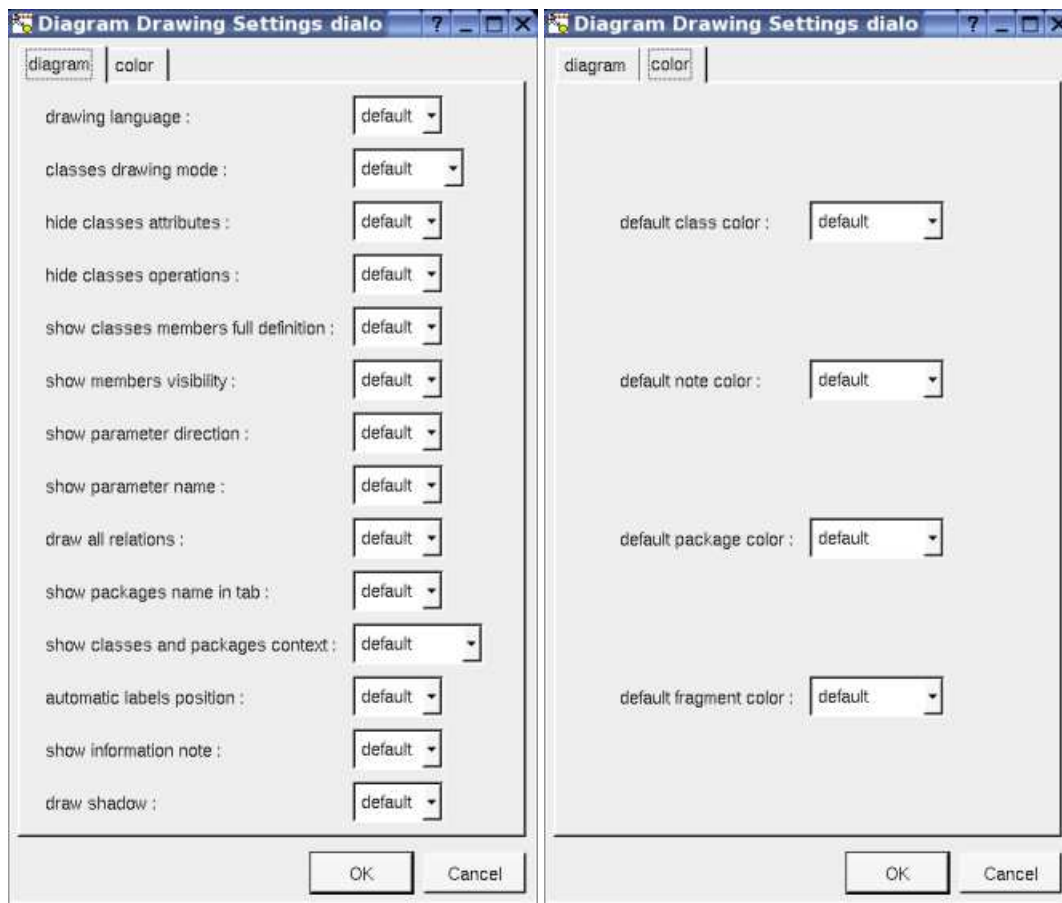 Diagram Drawing Settings dialo
diagram color
drawing language : default
classes drawing mode : default
hide classes attributes : default
hide classes operations : default
show classes members full definition : default
show members visibility : default
show parameter direction : default
show parameter name : default
draw all relations : default
show packages name in tab : default
show classes and packages context : default
automatic labels position : default
show information note : default
draw shadow : default
OK Cancel
Diagram Drawing Settings dialo
diagram color
default class color : default
default note color : default
default package color : default
default fragment color : default
OK Cancel